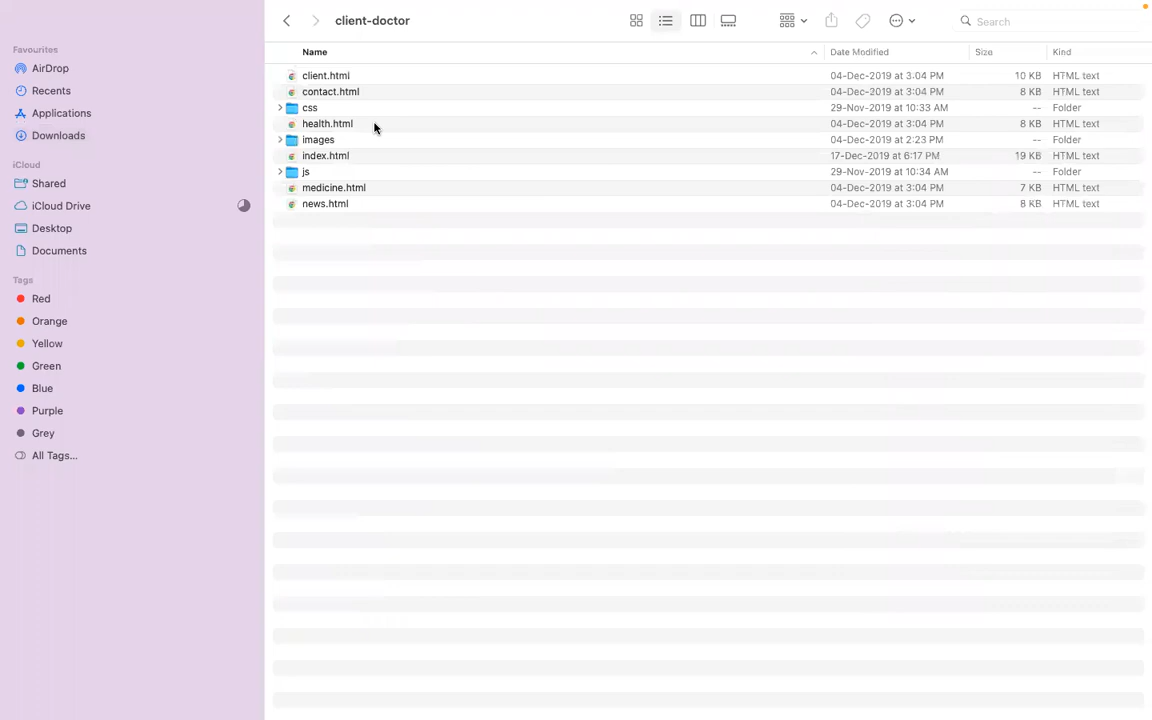 client-doctor
Search
Favourites
AirDrop
Recents
Applications
Downloads
iCloud
Shared
iCloud Drive
Desktop
Documents
Tags
Red
Orange
Yellow
Green
Blue
Purple
Grey
All Tags...
Name Date Modified Size Kind
client.html 04-Dec-2019 at 3:04 PM 10 KB HTML text
contact.html 04-Dec-2019 at 3:04 PM 8 KB HTML text
css 29-Nov-2019 at 10:33 AM -- Folder
health.html 04-Dec-2019 at 3:04 PM 8 KB HTML text
images 04-Dec-2019 at 2:23 PM -- Folder
index.html 17-Dec-2019 at 6:17 PM 19 KB HTML text
js 29-Nov-2019 at 10:34 AM -- Folder
medicine.html 04-Dec-2019 at 3:04 PM 7 KB HTML text
news.html 04-Dec-2019 at 3:04 PM 8 KB HTML text